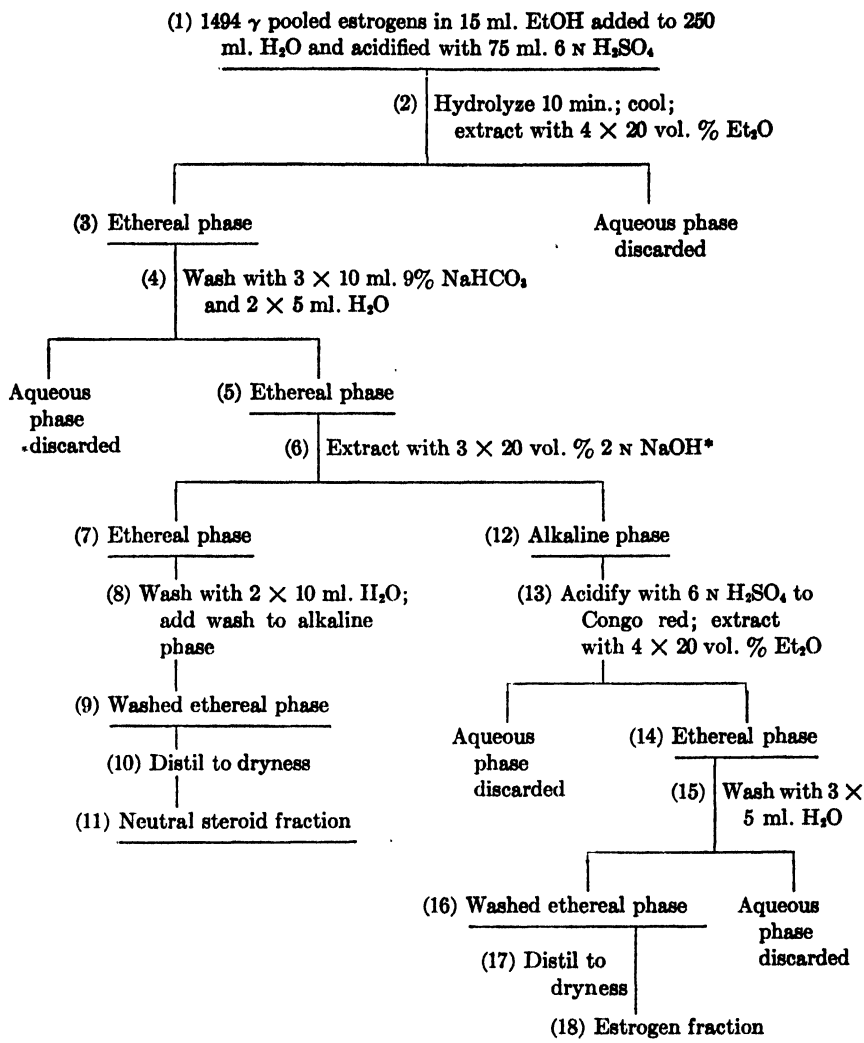 (1) 1494 γ pooled estrogens in 15 ml. EtOH added to 250
ml. H₂O and acidified with 75 ml. 6 N H₂SO₄
(2) Hydrolyze 10 min.; cool;
extract with 4 × 20 vol. % Et₂O
(3) Ethereal phase
Aqueous phase
discarded
(4) Wash with 3 × 10 ml. 9% NaHCO₃
and 2 × 5 ml. H₂O
Aqueous
phase
discarded
(5) Ethereal phase
(6) Extract with 3 × 20 vol. % 2 N NaOH*
(7) Ethereal phase
(8) Wash with 2 × 10 ml. H₂O;
add wash to alkaline
phase
(9) Washed ethereal phase
(10) Distil to dryness
(11) Neutral steroid fraction
(12) Alkaline phase
(13) Acidify with 6 N H₂SO₄ to
Congo red; extract
with 4 × 20 vol. % Et₂O
Aqueous
phase
discarded
(14) Ethereal phase
(15) Wash with 3 ×
5 ml. H₂O
(16) Washed ethereal phase
Aqueous
phase
discarded
(17) Distil to
dryness
(18) Estrogen fraction